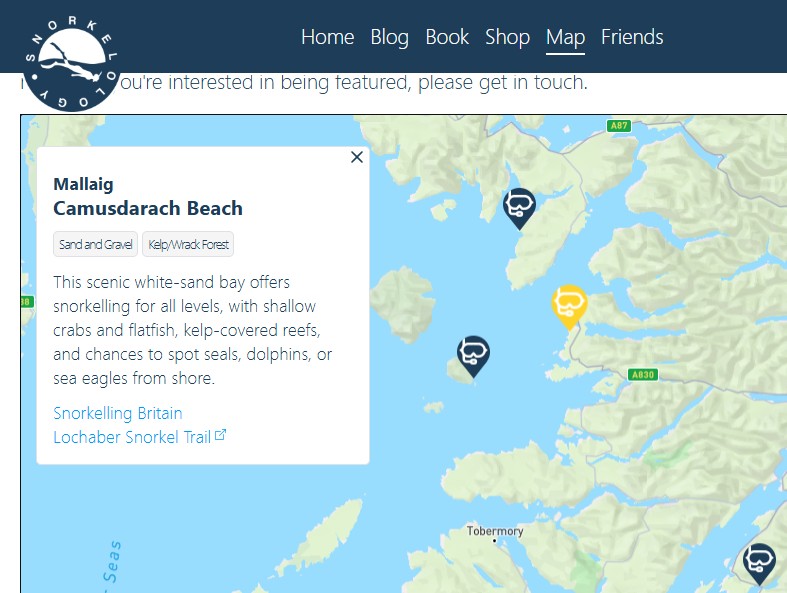 SNORKELOLOGY
Home Blog Book Shop Map Friends
ou're interested in being featured, please get in touch.
A87
Mallaig
Camusdarach Beach
Sand and Gravel Kelp/Wrack Forest
This scenic white-sand bay offers
snorkelling for all levels, with shallow
crabs and flatfish, kelp-covered reefs,
and chances to spot seals, dolphins, or
sea eagles from shore.
Snorkelling Britain
Lochaber Snorkel Trail
A830
Tobermory
Seas